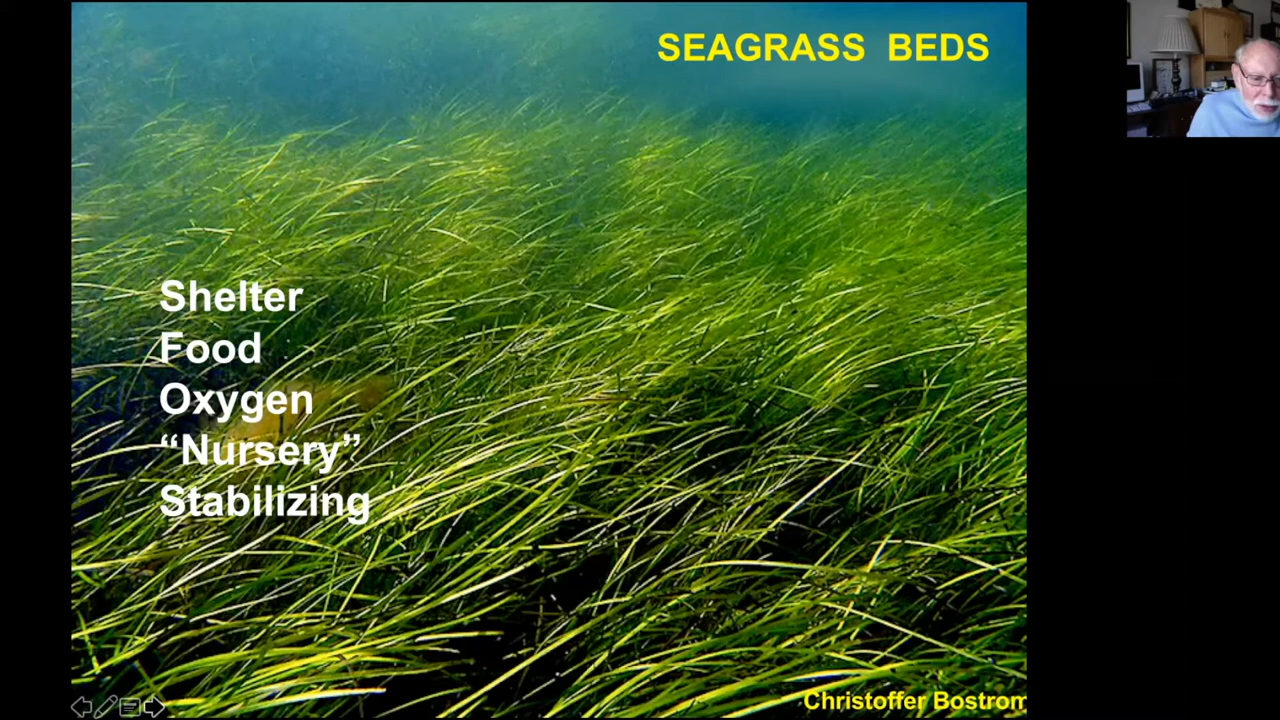 SEAGRASS BEDS
Shelter
Food
Oxygen
“Nursery”
Stabilizing
Christoffer Bostrom